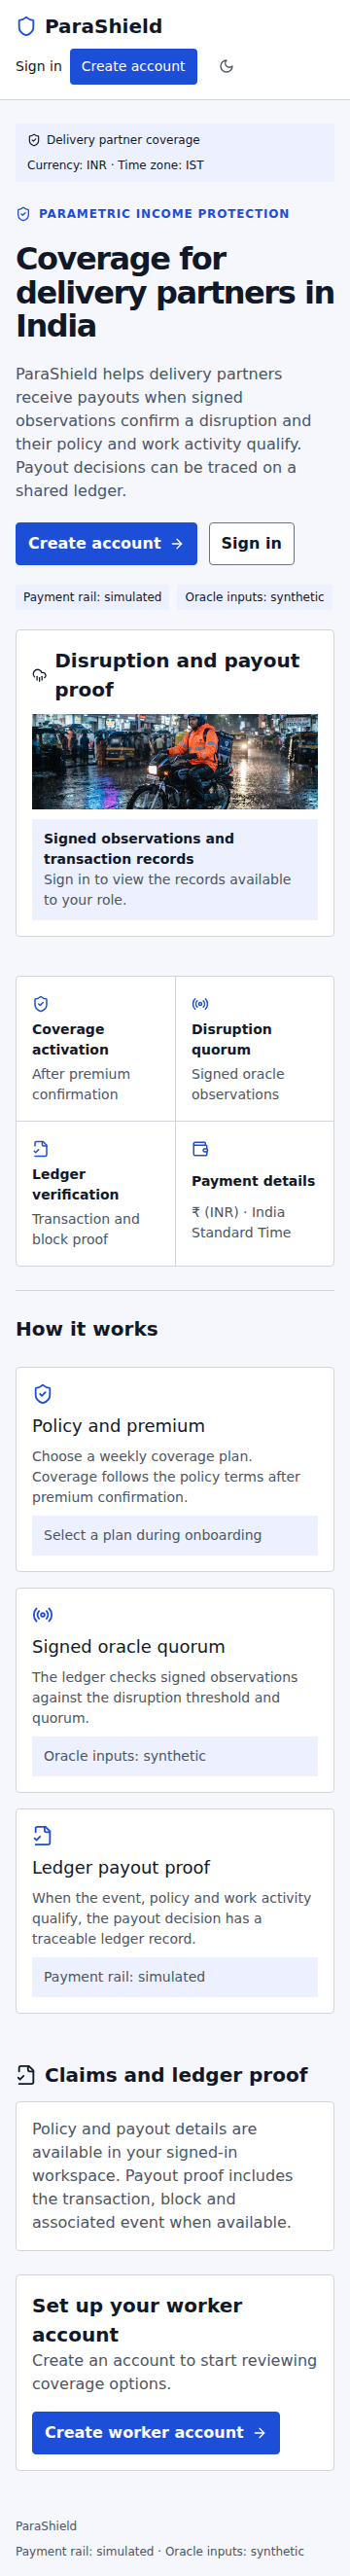 ParaShield
Sign in
Create account
Delivery partner coverage
Currency: INR · Time zone: IST
PARAMETRIC INCOME PROTECTION
Coverage for
delivery partners in
India
ParaShield helps delivery partners
receive payouts when signed
observations confirm a disruption and
their policy and work activity qualify.
Payout decisions can be traced on a
shared ledger.
Create account
Sign in
Payment rail: simulated
Oracle inputs: synthetic
Disruption and payout
proof
Signed observations and
transaction records
Sign in to view the records available
to your role.
Coverage
activation
After premium
confirmation
Disruption
quorum
Signed oracle
observations
Ledger
verification
Transaction and
block proof
Payment details
₹ (INR) · India
Standard Time
How it works
Policy and premium
Choose a weekly coverage plan.
Coverage follows the policy terms after
premium confirmation.
Select a plan during onboarding
Signed oracle quorum
The ledger checks signed observations
against the disruption threshold and
quorum.
Oracle inputs: synthetic
Ledger payout proof
When the event, policy and work activity
qualify, the payout decision has a
traceable ledger record.
Payment rail: simulated
Claims and ledger proof
Policy and payout details are
available in your signed-in
workspace. Payout proof includes
the transaction, block and
associated event when available.
Set up your worker
account
Create an account to start reviewing
coverage options.
Create worker account
ParaShield
Payment rail: simulated · Oracle inputs: synthetic